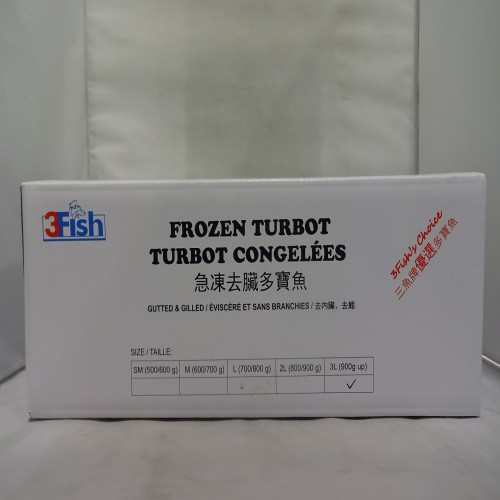 3Fish
FROZEN TURBOT
TURBOT CONGELÉES
急凍去臟多寶魚
GUTTED & GILLED / ÉVISCÉRÉ ET SANS BRANCHIES / 去內臟、去鰓
3Fish's Choice
三魚牌優選多寶魚
SIZE / TAILLE:
SM (500/600 g) M (600/700 g) L (700/800 g) 2L (800/900 g) 3L (900g up)
✓